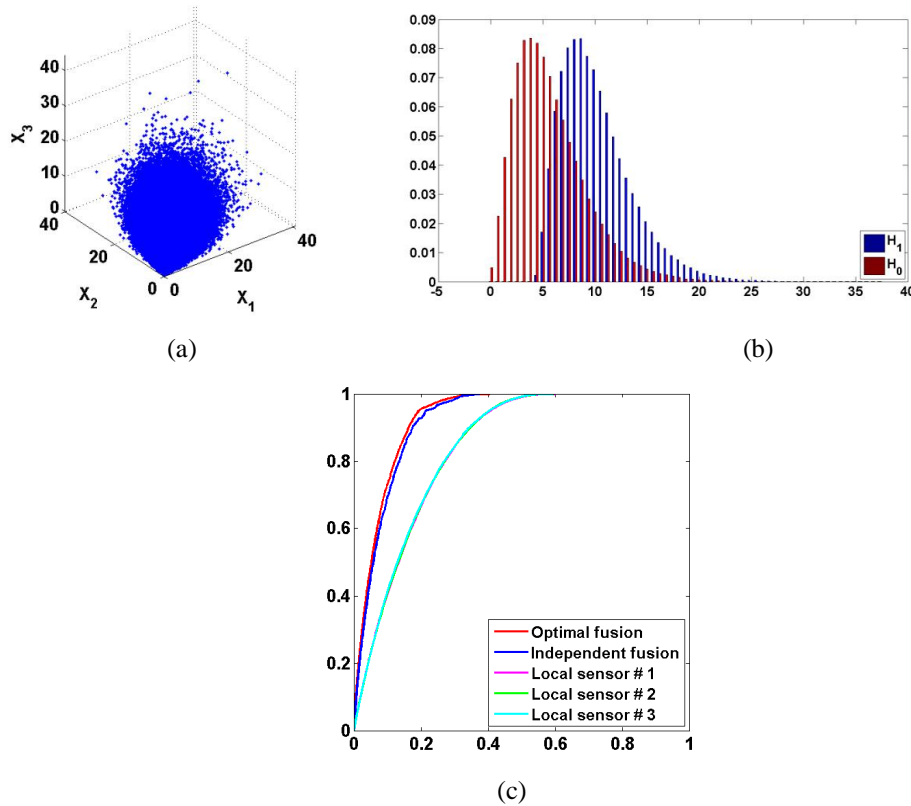 40
30
20
10
0
X3
40
20
0
X2
0
20
40
X1
(a)
0.09
0.08
0.07
0.06
0.05
0.04
0.03
0.02
0.01
0
-5 0 5 10 15 20 25 30 35 40
H1
H0
(b)
1
0.8
0.6
0.4
0.2
0
0 0.2 0.4 0.6 0.8 1
Optimal fusion
Independent fusion
Local sensor # 1
Local sensor # 2
Local sensor # 3
(c)